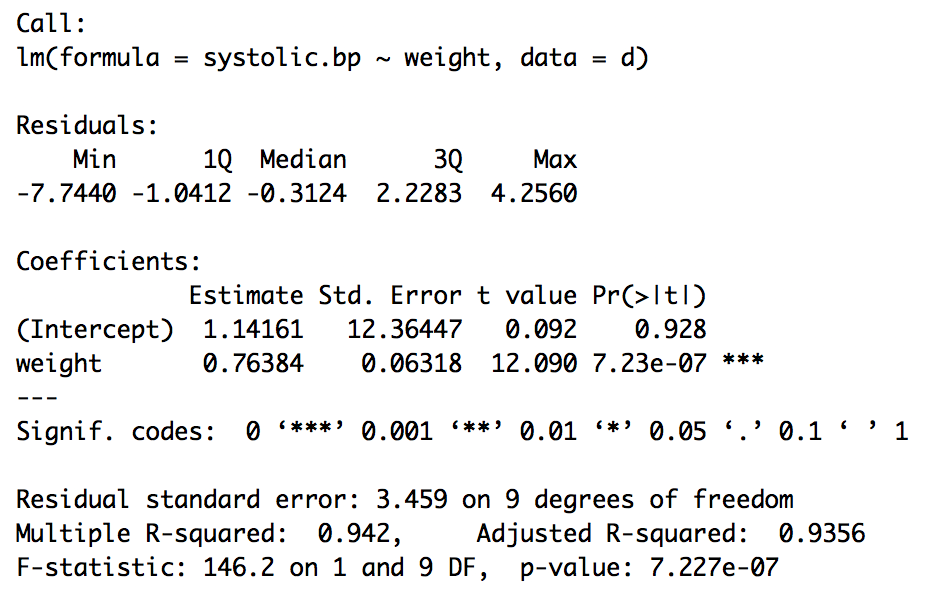 Call:
lm(formula = systolic.bp ~ weight, data = d)
Residuals:
    Min      1Q  Median      3Q     Max
-7.7440 -1.0412 -0.3124  2.2283  4.2560
Coefficients:
            Estimate Std. Error t value Pr(>|t|)
(Intercept)  1.14161   12.36447   0.092    0.928
weight       0.76384    0.06318  12.090 7.23e-07 ***
---
Signif. codes:  0 ‘***’ 0.001 ‘**’ 0.01 ‘*’ 0.05 ‘.’ 0.1 ‘ ’ 1
Residual standard error: 3.459 on 9 degrees of freedom
Multiple R-squared:  0.942,     Adjusted R-squared:  0.9356
F-statistic: 146.2 on 1 and 9 DF,  p-value: 7.227e-07